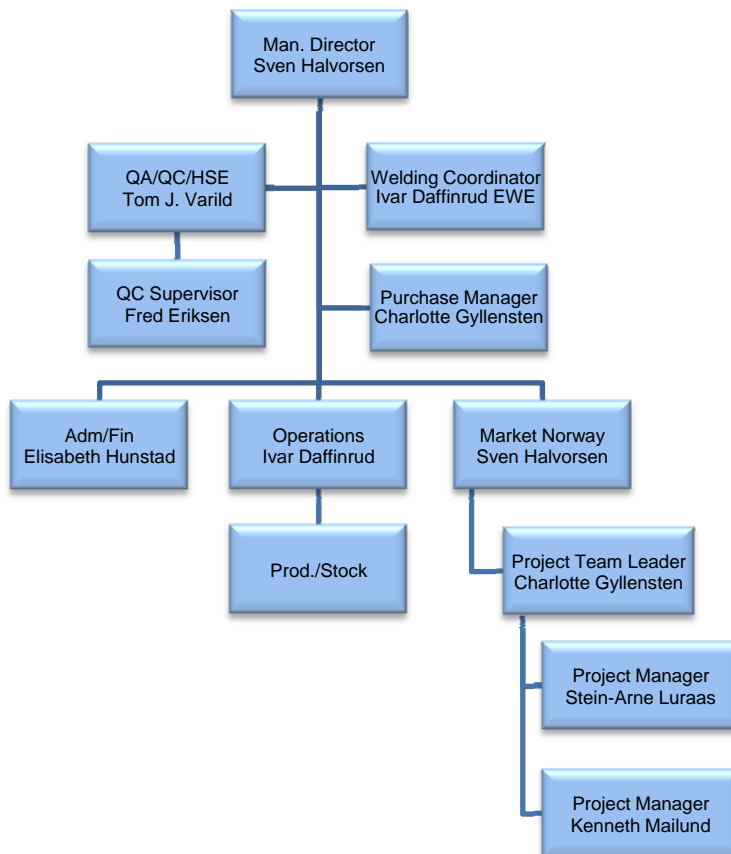 Man. Director
Sven Halvorsen
QA/QC/HSE
Tom J. Varild
Welding Coordinator
Ivar Daffinrud EWE
QC Supervisor
Fred Eriksen
Purchase Manager
Charlotte Gyllensten
Adm/Fin
Elisabeth Hunstad
Operations
Ivar Daffinrud
Market Norway
Sven Halvorsen
Prod./Stock
Project Team Leader
Charlotte Gyllensten
Project Manager
Stein-Arne Luraas
Project Manager
Kenneth Mailund